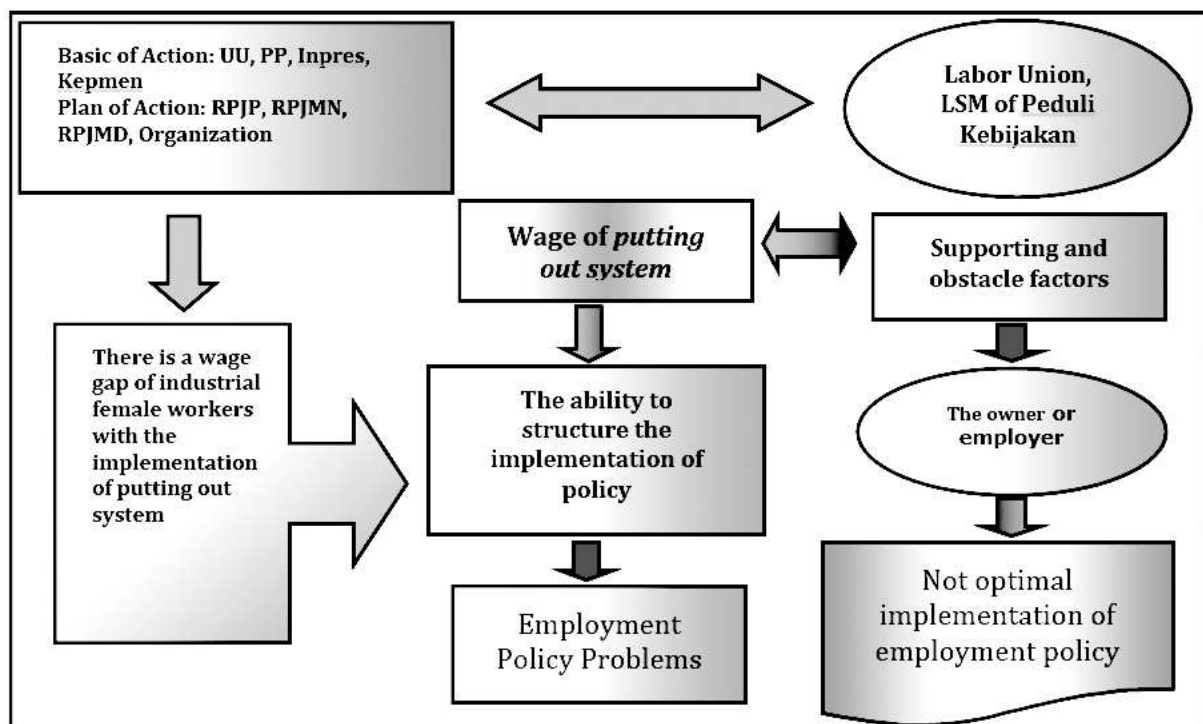 Basic of Action: UU, PP, Inpres,
Kepmen
Plan of Action: RPJP, RPJMN,
RPJMD, Organization
Labor Union,
LSM of Peduli
Kebijakan
Wage of putting
out system
Supporting and
obstacle factors
There is a wage
gap of industrial
female workers
with the
implementation
of putting out
system
The ability to
structure the
implementation of
policy
The owner or
employer
Employment
Policy Problems
Not optimal
implementation of
employment policy